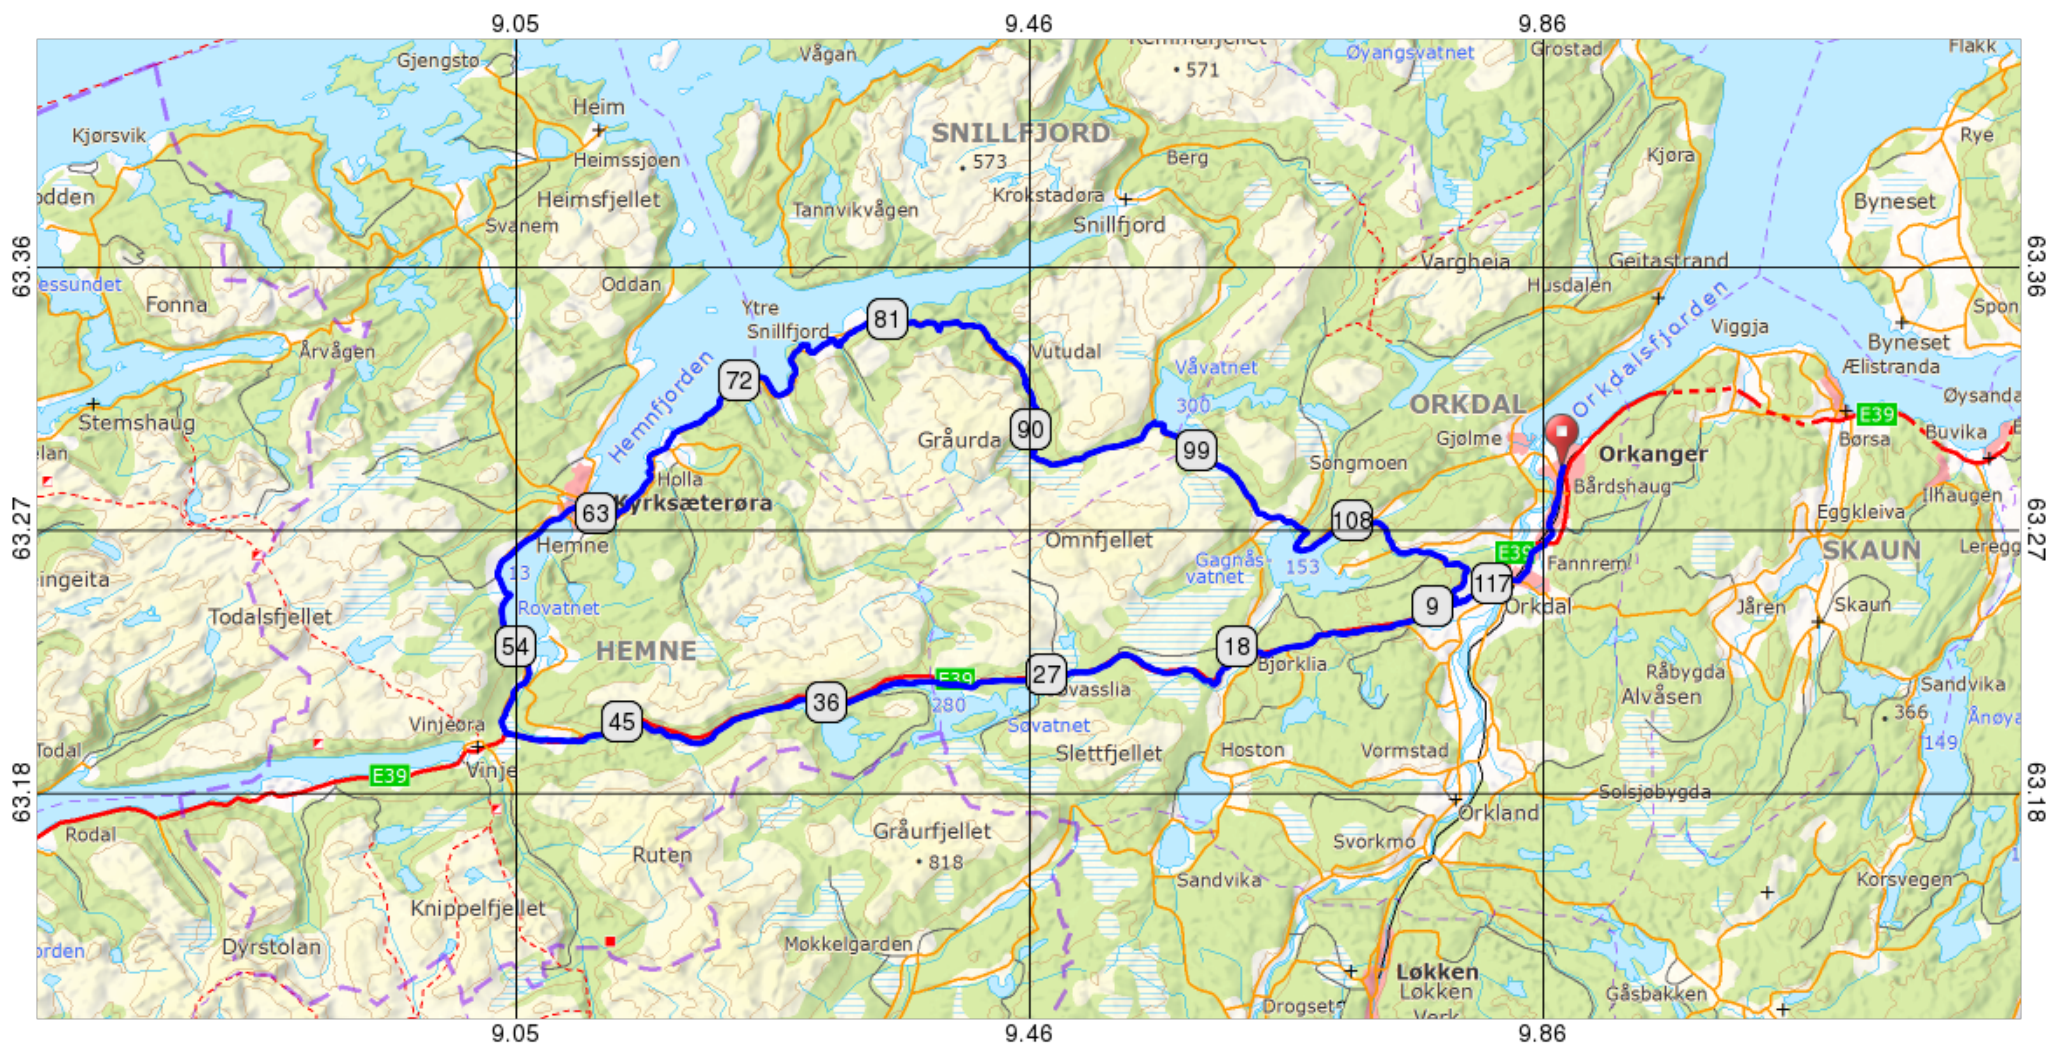 9.05
9.46
9.86
Gjengstø
Vågan
Øyangsvatnet
Grostad
Flakk
571
Heim
Kjørsvik
SNILLFJORD
Rye
Heimssjøen
573
Berg
Kjøra
Heimsfjellet
Krokstadøra
Byneset
Tannvikvågen
Svanem
Snillfjord
63.36
Vargheia
Geitastrand
63.36
essundet
Oddan
Husdalen
Fonna
Ytre
Snillfjord
81
Spon
Viggja
Orkdalsfjorden
Byneset
Årvågen
Vutudal
Hemnfjorden
72
Våvatnet
Ælistranda
300
ORKDAL
Øysanda
Stemshaug
E39
Gråurda
90
Gjølme
Børsa
Buvika
99
Songmoen
Orkanger
Holla
Bårdshaug
Ilhaugen
63
Kyrksæterøra
108
Eggkleiva
63.27
Hemne
Omnfjellet
E39
SKAUN
Leregg
63.27
13
Gagnås-
vatnet
153
Fannrem
ingeita
Rovatnet
117
Todalsfjellet
9
Orkdal
Jåren
Skaun
54
HEMNE
18
Bjørklia
Råbygda
27
E39
Alvåsen
Sandvika
36
280
Søvatnet
366
Vinjeøra
45
Ånøya
Todal
Slettfjellet
Hoston
Vormstad
149
E39
Vinje
63.18
Solsjøbygda
63.18
Rodal
Gråurfjellet
Orkland
Ruten
818
Svorkmo
Sandvika
Korsvegen
Knippelfjellet
Dyrstolan
Møkkelgarden
Løkken
Løkken
Verk
Gåsbakken
Drogset
9.05
9.46
9.86